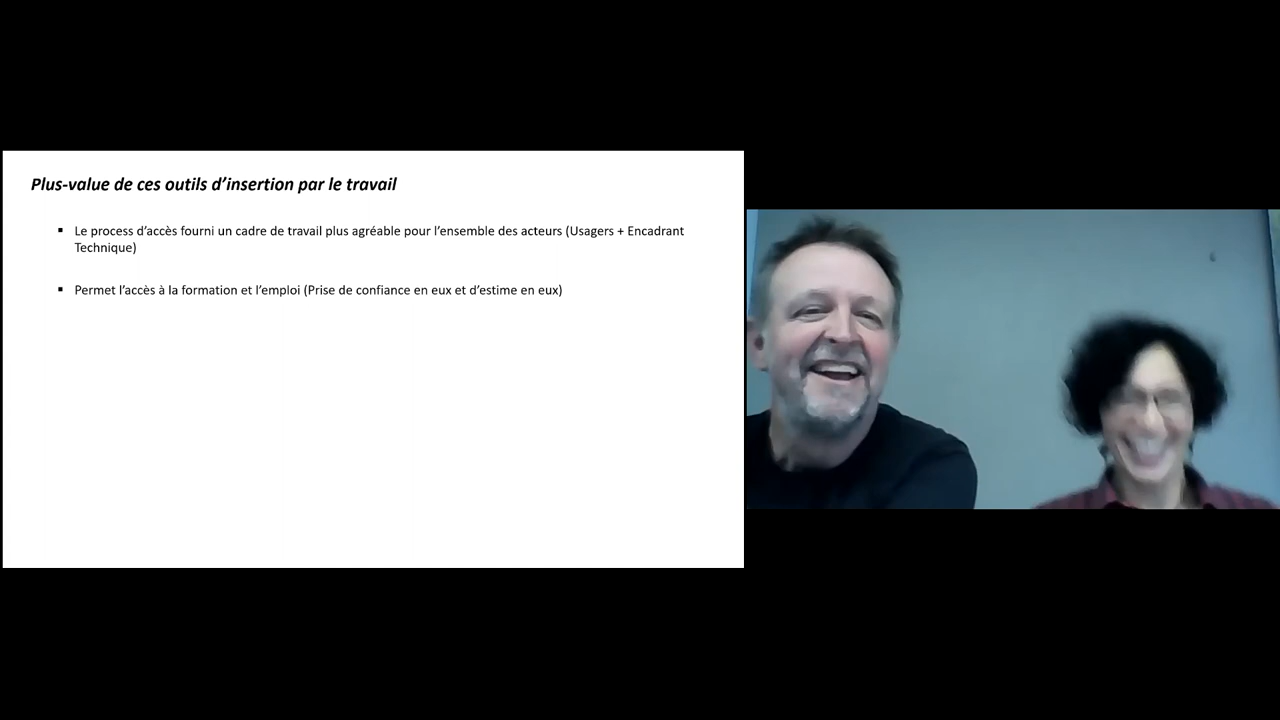 Plus-value de ces outils d’insertion par le travail
▪ Le process d’accès fourni un cadre de travail plus agréable pour l’ensemble des acteurs (Usagers + Encadrant
Technique)
▪ Permet l’accès à la formation et l’emploi (Prise de confiance en eux et d’estime en eux)